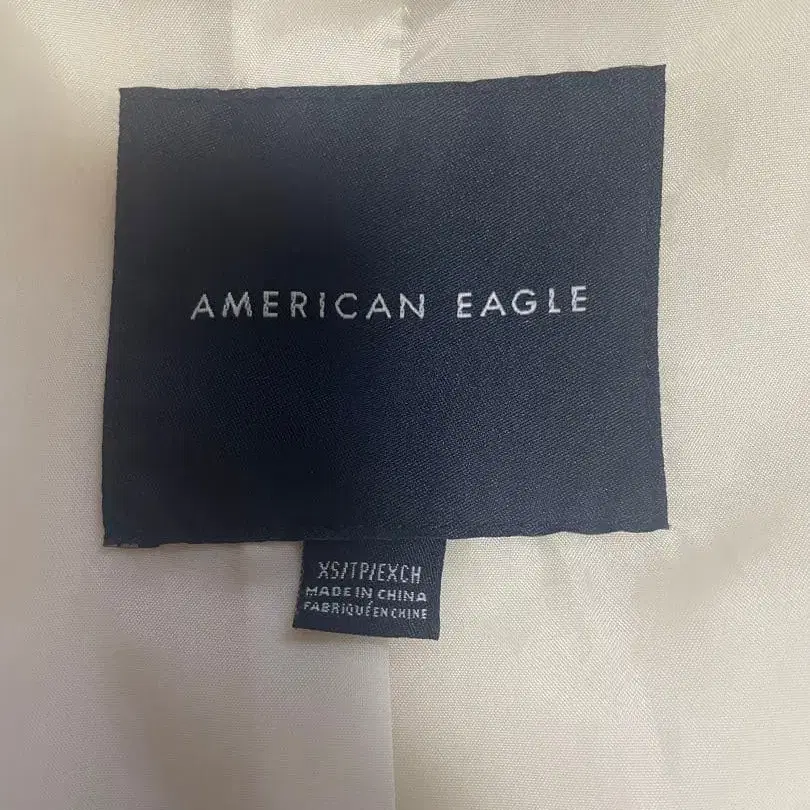 AMERICAN EAGLE
XS/TP/EXCH
MADE IN CHINA
FABRIQUÉ EN CHINE